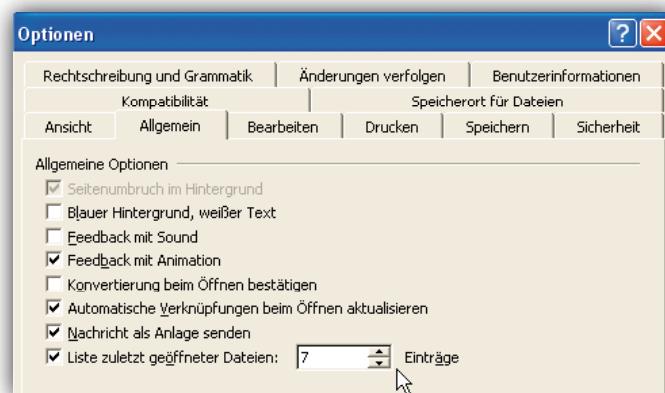 Optionen
Rechtschreibung und Grammatik Änderungen verfolgen Benutzerinformationen
Kompatibilität Speicherort für Dateien
Ansicht Allgemein Bearbeiten Drucken Speichern Sicherheit
Allgemeine Optionen
Seitenumbruch im Hintergrund
Blauer Hintergrund, weißer Text
Feedback mit Sound
Feedback mit Animation
Konvertierung beim Öffnen bestätigen
Automatische Verknüpfungen beim Öffnen aktualisieren
Nachricht als Anlage senden
Liste zuletzt geöffneter Dateien: 7 Einträge